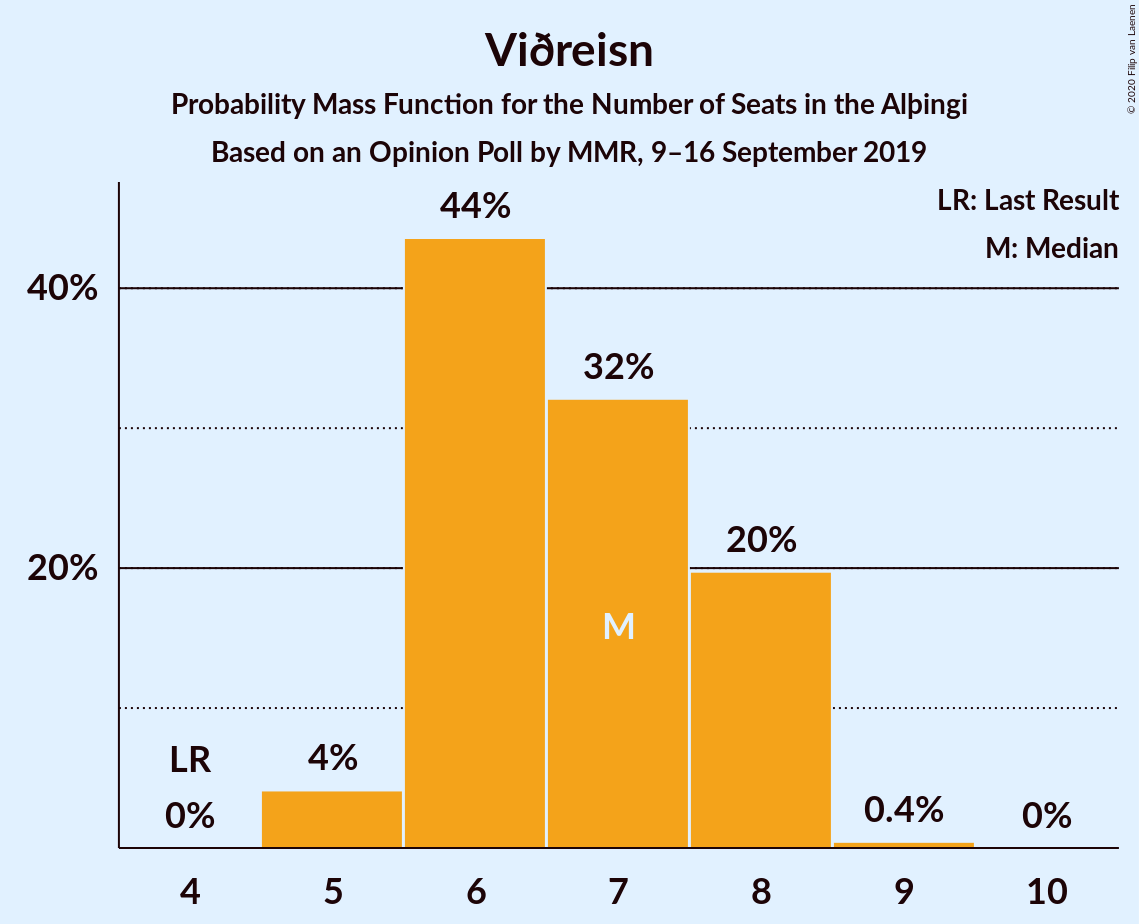 Viðreisn
Probability Mass Function for the Number of Seats in the Alþingi
Based on an Opinion Poll by MMR, 9–16 September 2019
© 2020 Filip van Laenen
LR: Last Result
M: Median
44%
40%
32%
20%
20%
M
LR
4%
0%
0.4%
0%
4 5 6 7 8 9 10